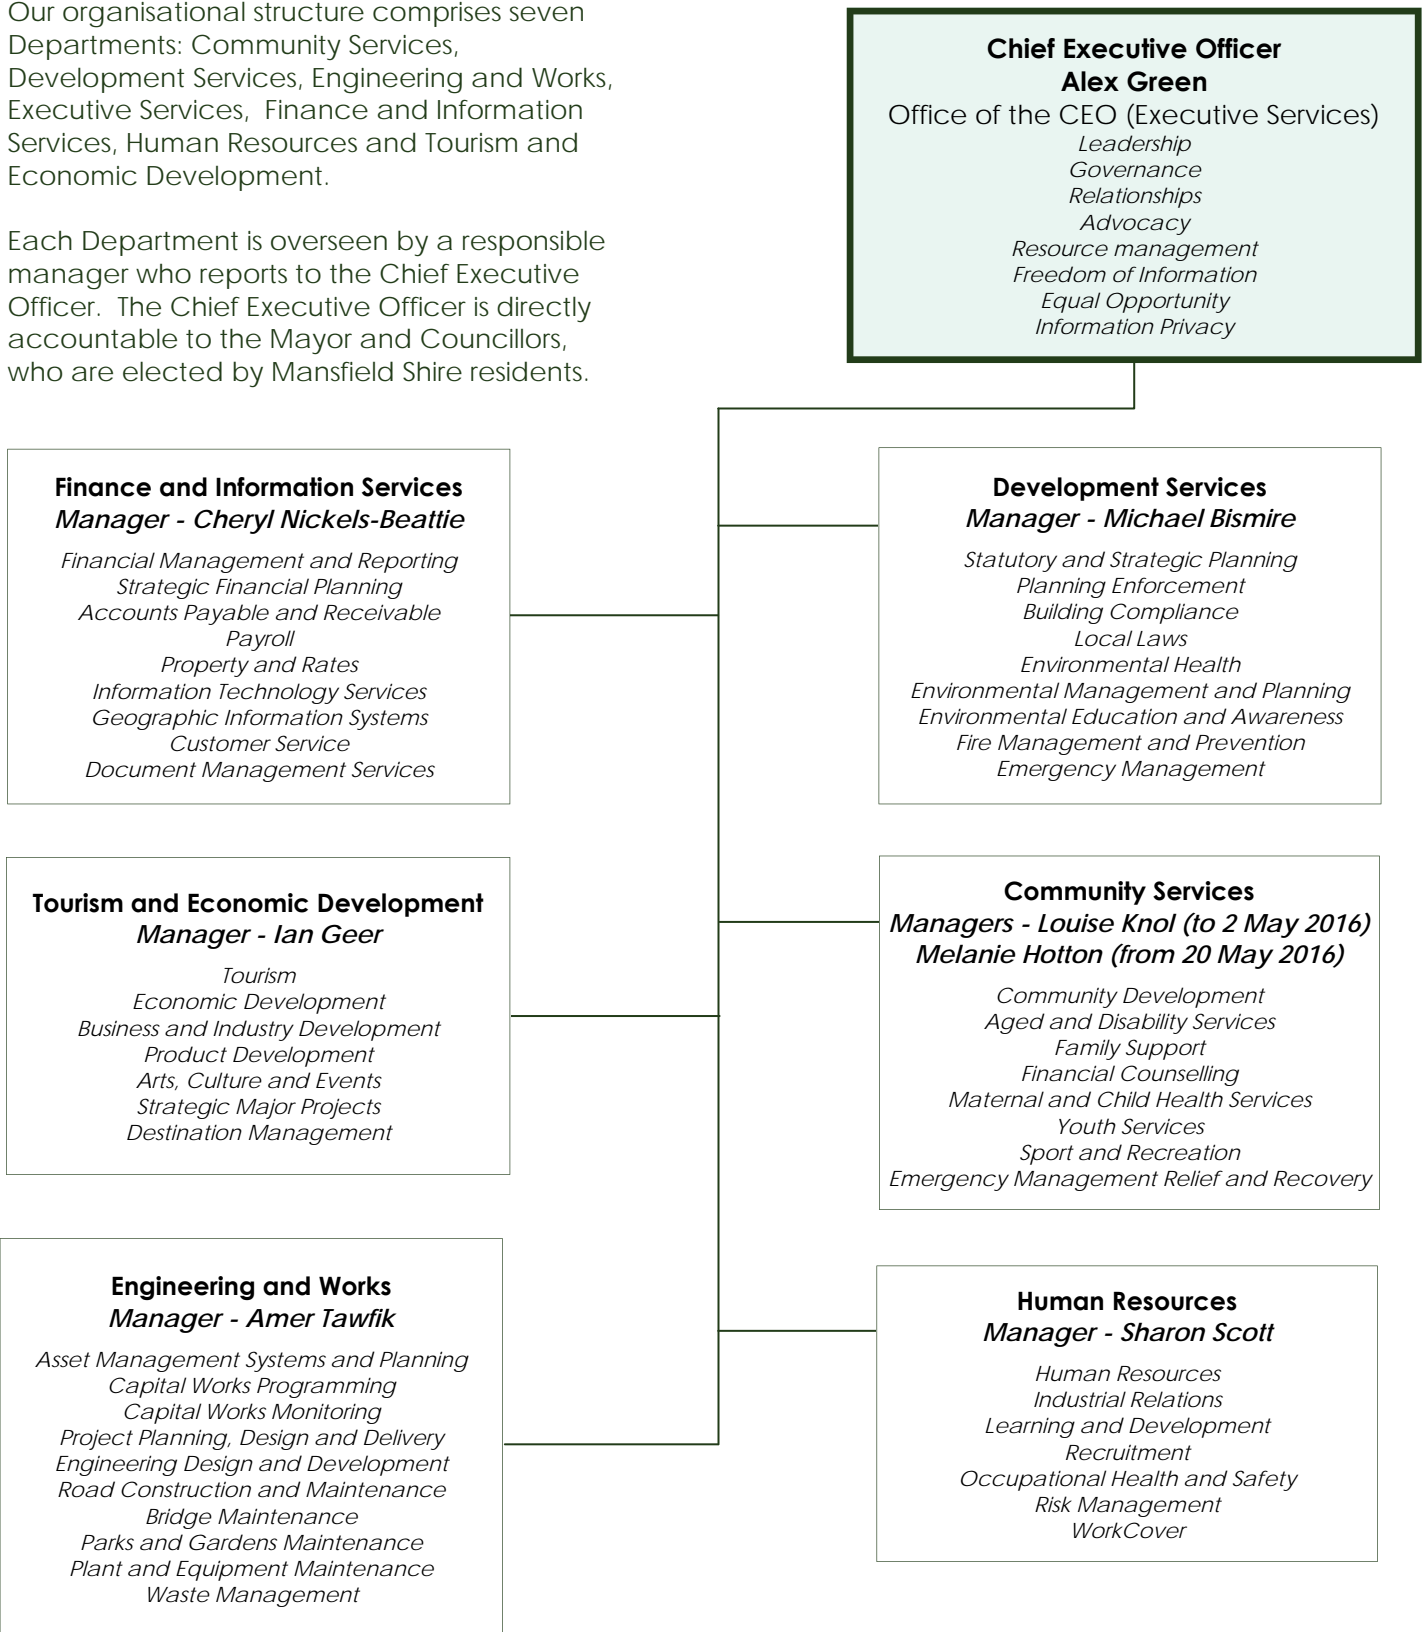 Our organisational structure comprises seven
Departments: Community Services,
Development Services, Engineering and Works,
Executive Services, Finance and Information
Services, Human Resources and Tourism and
Economic Development.
Each Department is overseen by a responsible
manager who reports to the Chief Executive
Officer. The Chief Executive Officer is directly
accountable to the Mayor and Councillors,
who are elected by Mansfield Shire residents.
Chief Executive Officer
Alex Green
Office of the CEO (Executive Services)
Leadership
Governance
Relationships
Advocacy
Resource management
Freedom of Information
Equal Opportunity
Information Privacy
Finance and Information Services
Manager - Cheryl Nickels-Beattie
Financial Management and Reporting
Strategic Financial Planning
Accounts Payable and Receivable
Payroll
Property and Rates
Information Technology Services
Geographic Information Systems
Customer Service
Document Management Services
Development Services
Manager - Michael Bismire
Statutory and Strategic Planning
Planning Enforcement
Building Compliance
Local Laws
Environmental Health
Environmental Management and Planning
Environmental Education and Awareness
Fire Management and Prevention
Emergency Management
Tourism and Economic Development
Manager - Ian Geer
Tourism
Economic Development
Business and Industry Development
Product Development
Arts, Culture and Events
Strategic Major Projects
Destination Management
Community Services
Managers - Louise Knol (to 2 May 2016)
Melanie Hotton (from 20 May 2016)
Community Development
Aged and Disability Services
Family Support
Financial Counselling
Maternal and Child Health Services
Youth Services
Sport and Recreation
Emergency Management Relief and Recovery
Engineering and Works
Manager - Amer Tawfik
Asset Management Systems and Planning
Capital Works Programming
Capital Works Monitoring
Project Planning, Design and Delivery
Engineering Design and Development
Road Construction and Maintenance
Bridge Maintenance
Parks and Gardens Maintenance
Plant and Equipment Maintenance
Waste Management
Human Resources
Manager - Sharon Scott
Human Resources
Industrial Relations
Learning and Development
Recruitment
Occupational Health and Safety
Risk Management
WorkCover